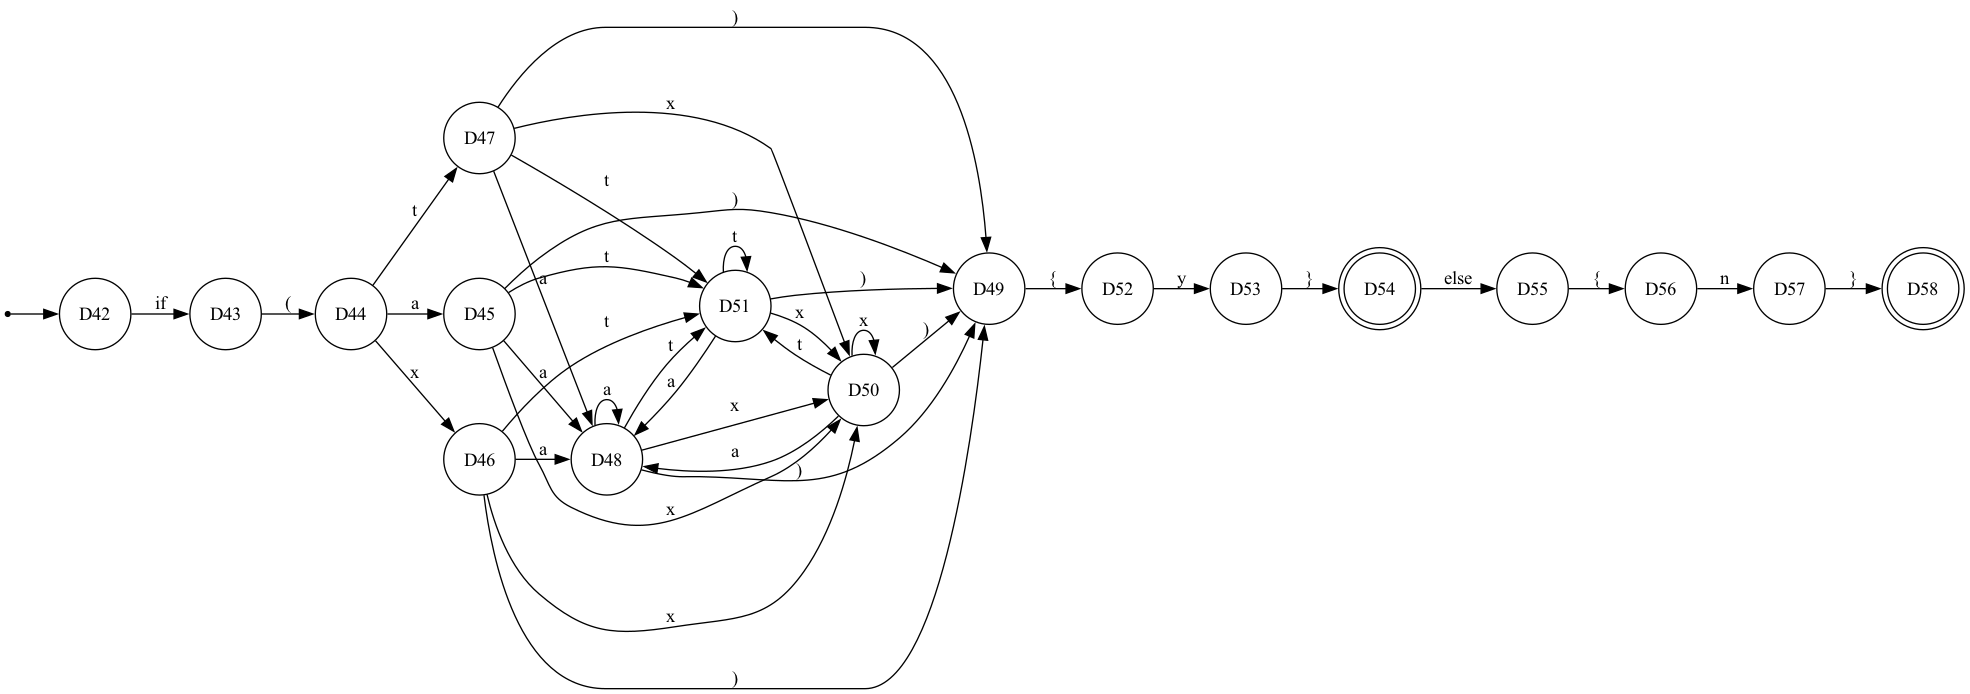 )
D47
x
t
t
)
t
a
t
D42
if
D43
(
D44
a
D45
D51
)
x
D49
{
D52
y
D53
}
D54
else
D55
{
D56
n
D57
}
D58
t
x
)
t
x
a
a
a
t
a
D50
x
D46
a
D48
a
)
x
x
)